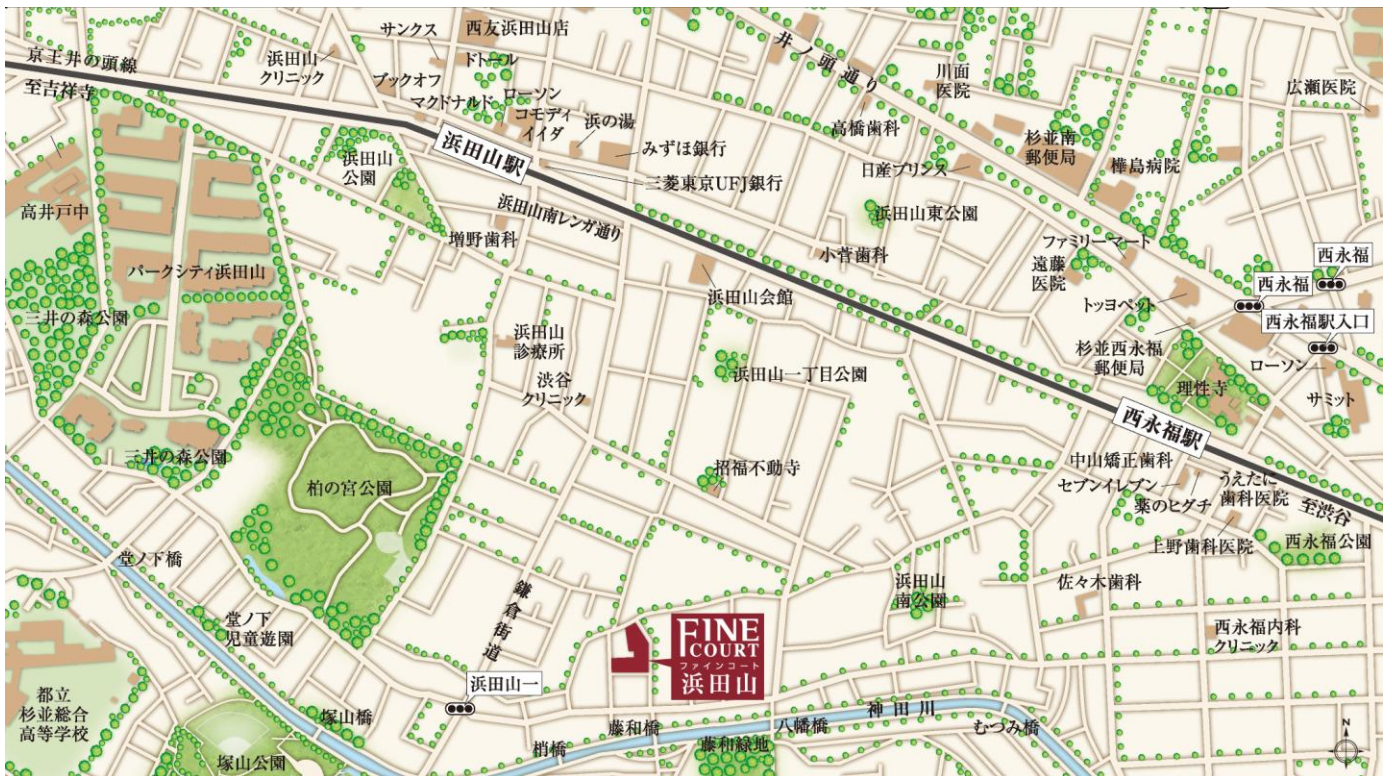 サンクス
西友浜田山店
京王井の頭線
至吉祥寺
浜田山
クリニック
ブックオフ
ドトール
井ノ頭通り
川面
医院
広瀬医院
マクドナルド
ローソン
コモディ
イイダ
浜の湯
高橋歯科
浜田山駅
みずほ銀行
三菱東京UFJ銀行
浜田山
公園
日産プリンス
杉並南
郵便局
樺島病院
高井戸中
浜田山南レンガ通り
増野歯科
浜田山東公園
小菅歯科
ファミリーマート
遠藤
医院
西永福
西永福
パークシティ浜田山
浜田山会館
トヨペット
西永福駅入口
三井の森公園
浜田山
診療所
杉並西永福
郵便局
ローソン
浜田山一丁目公園
渋谷
クリニック
理性寺
サミット
西永福駅
三井の森公園
柏の宮公園
招福不動寺
中山矯正歯科
セブンイレブン
薬のヒグチ
うえたに
歯科医院
至渋谷
上野歯科医院
西永福公園
堂ノ下橋
浜田山
南公園
佐々木歯科
鎌倉街道
堂ノ下
児童遊園
FINE
COURT
ファインコート
浜田山
西永福内科
クリニック
浜田山一
都立
杉並総合
高等学校
塚山橋
塚山公園
梢橋
藤和橋
藤和緑地
八幡橋
神田川
むつみ橋
N